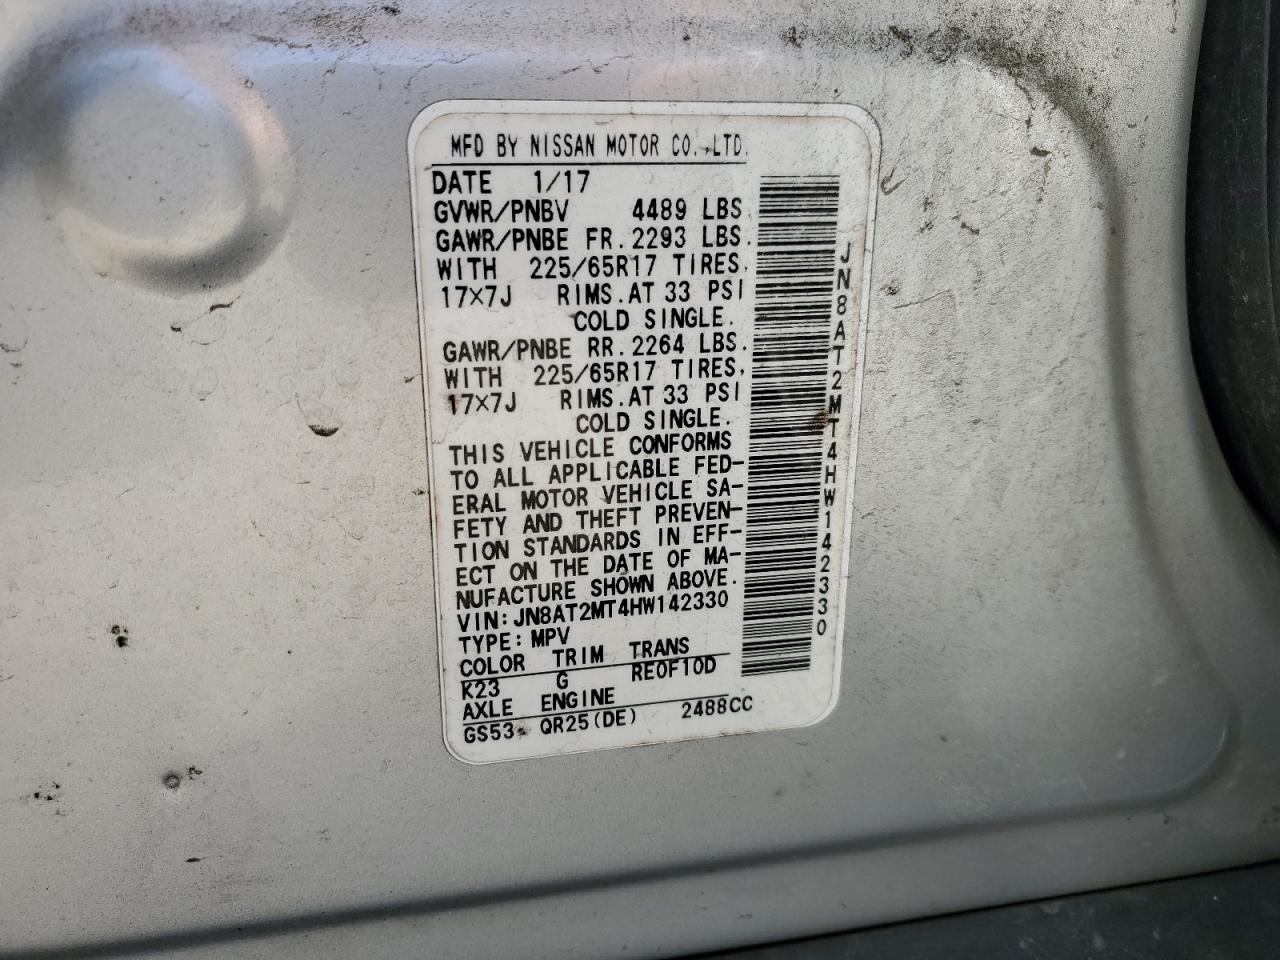 MFD BY NISSAN MOTOR CO.,LTD.
DATE 1/17
GVWR/PNBV 4489 LBS
GAWR/PNBE FR. 2293 LBS.
WITH 225/65R17 TIRES,
17×7J RIMS. AT 33 PSI
COLD SINGLE.
GAWR/PNBE RR. 2264 LBS.
WITH 225/65R17 TIRES,
17×7J RIMS. AT 33 PSI
COLD SINGLE.
THIS VEHICLE CONFORMS
TO ALL APPLICABLE FED-
ERAL MOTOR VEHICLE SA-
FETY AND THEFT PREVEN-
TION STANDARDS IN EFF-
ECT ON THE DATE OF MA-
NUFACTURE SHOWN ABOVE.
VIN: JN8AT2MT4HW142330
TYPE: MPV
COLOR TRIM TRANS
K23 G RE0F10D
AXLE ENGINE
GS53 QR25(DE) 2488CC
JN8AT2MT4HW142330